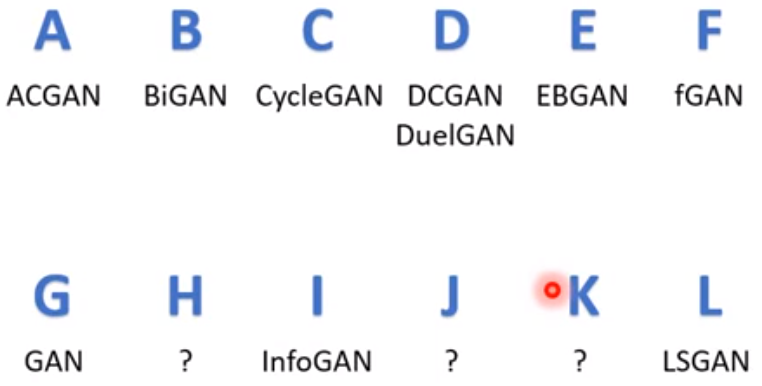 A B C D E F
ACGAN BiGAN CycleGAN DCGAN EBGAN fGAN
DuelGAN
G H I J K L
GAN ? InfoGAN ? ? LSGAN